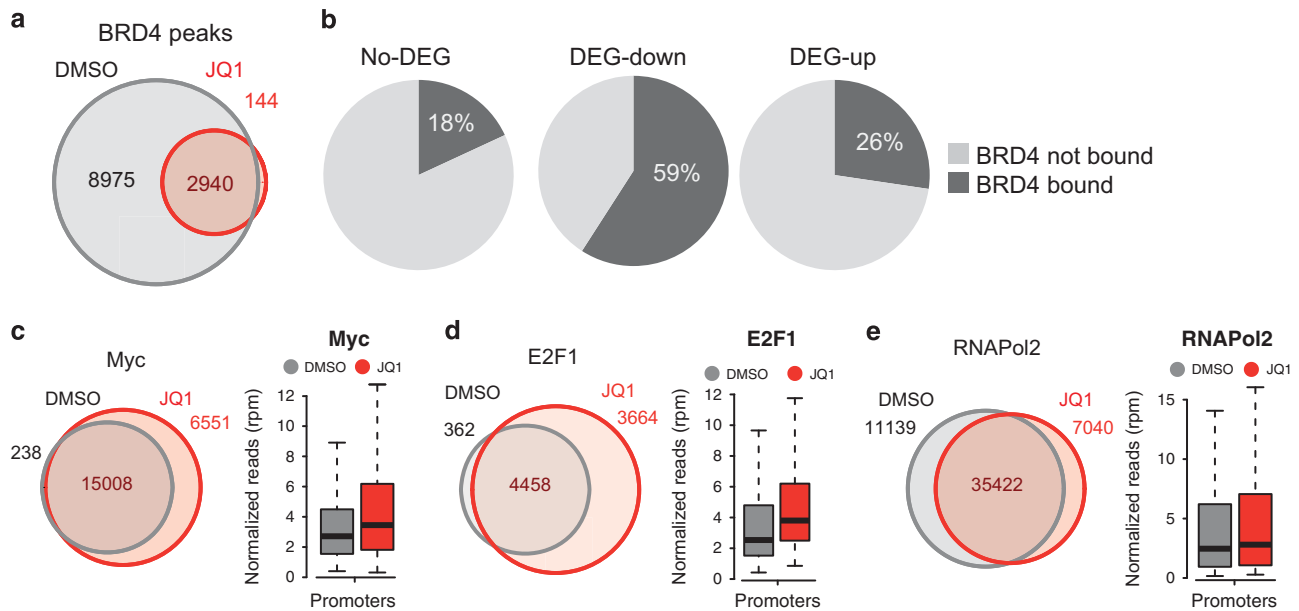 a
BRD4 peaks
DMSO
JQ1
144
8975
2940
b
No-DEG
DEG-down
DEG-up
18%
59%
26%
BRD4 not bound
BRD4 bound
c
Myc
DMSO
JQ1
6551
238
15008
Myc
DMSO JQ1
Normalized reads (rpm)
12
10
8
6
4
2
0
Promoters
d
E2F1
DMSO
JQ1
362
3664
4458
E2F1
DMSO JQ1
Normalized reads (rpm)
12
10
8
6
4
2
0
Promoters
e
RNAPol2
DMSO
JQ1
11139
7040
35422
RNAPol2
DMSO JQ1
Normalized reads (rpm)
15
10
5
0
Promoters